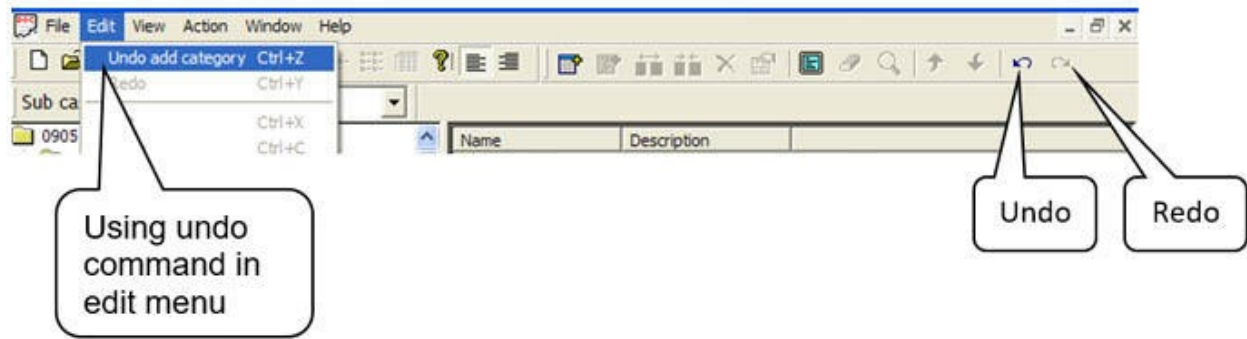 File Edit View Action Window Help
Undo add category Ctrl+Z
Redo Ctrl+Y
Sub ca
Ctrl+X
0905
Ctrl+C
Name Description
Using undo
command in
edit menu
Undo
Redo